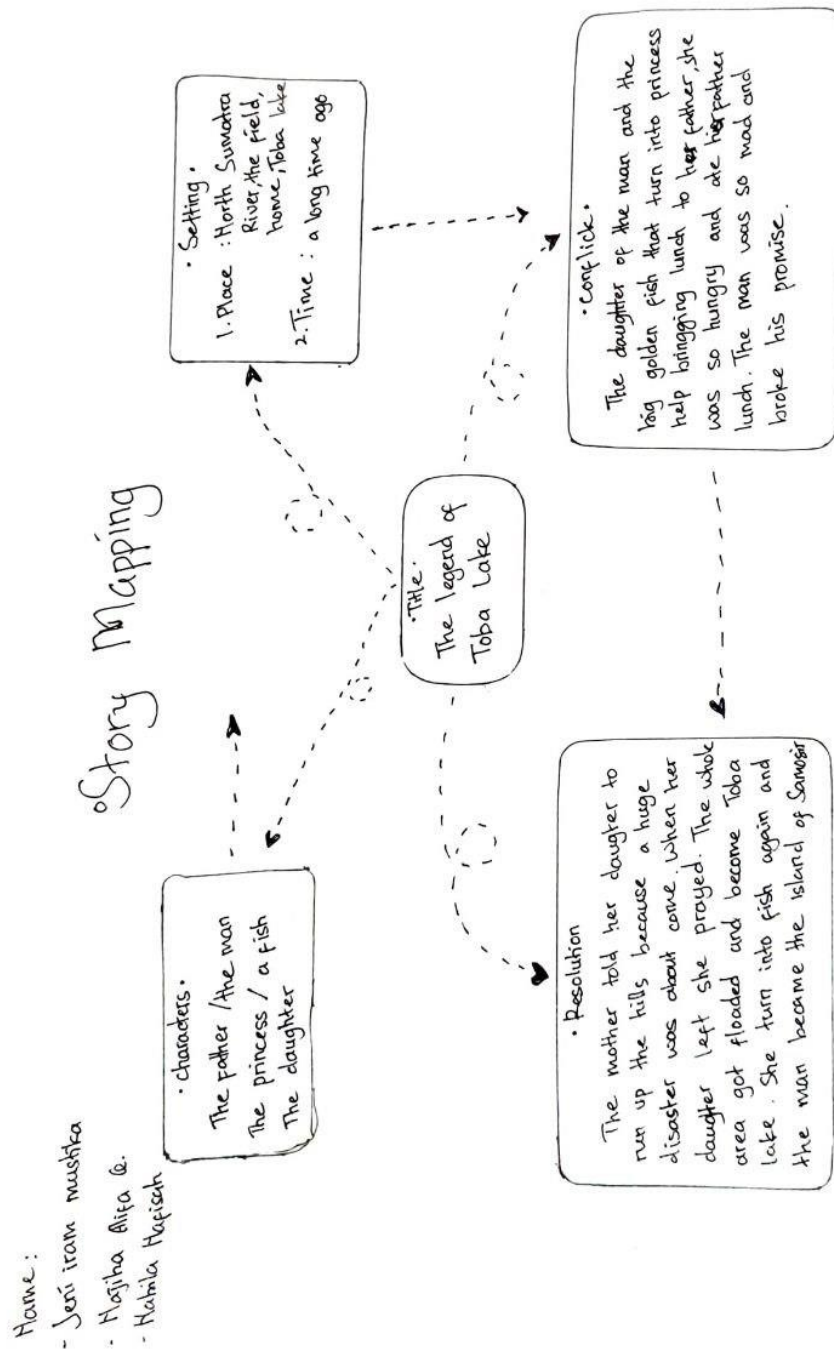 Name :
- Jeni iram mustika
- Najiha Alifa Q.
- Nabila Hafisah
Story Mapping
• characters •
The father / the man
The princess / a fish
The daughter
• Setting •
1. Place : North Sumatra
River, the field,
home, Toba lake
2. Time : a long time ago
• Title •
The legend of
Toba Lake
• Conflick •
The daughter of the man and the
big golden fish that turn into princess
help bringging lunch to her father, she
was so hungry and ate her father
lunch. The man was so mad and
broke his promise.
• Resolution
The mother told her daugter to
run up the hills because a huge
disaster was about come. When her
daugter left she prayed. The whole
area got floaded and become Toba
lake. She turn into fish again and
the man became the island of Samosir